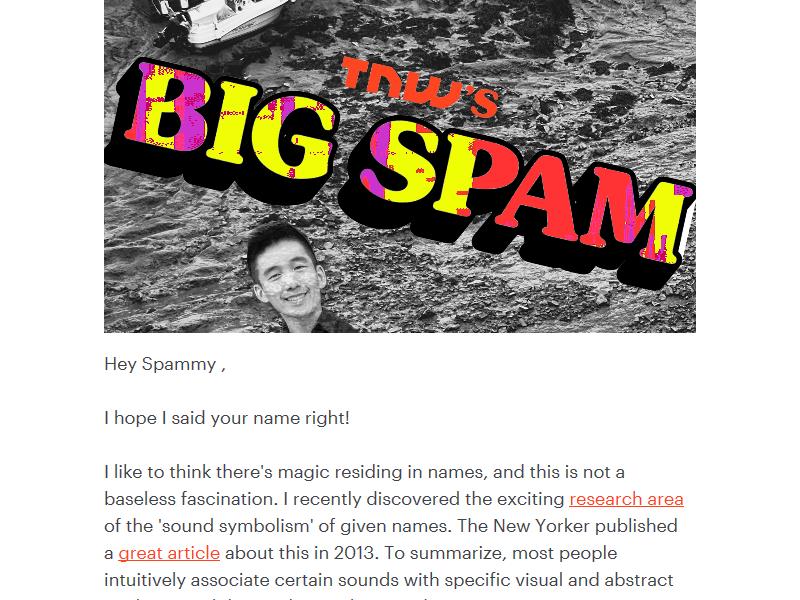 TNW's
BIG SPAM
Hey Spammy ,
I hope I said your name right!
I like to think there's magic residing in names, and this is not a
baseless fascination. I recently discovered the exciting research area
of the 'sound symbolism' of given names. The New Yorker published
a great article about this in 2013. To summarize, most people
intuitively associate certain sounds with specific visual and abstract